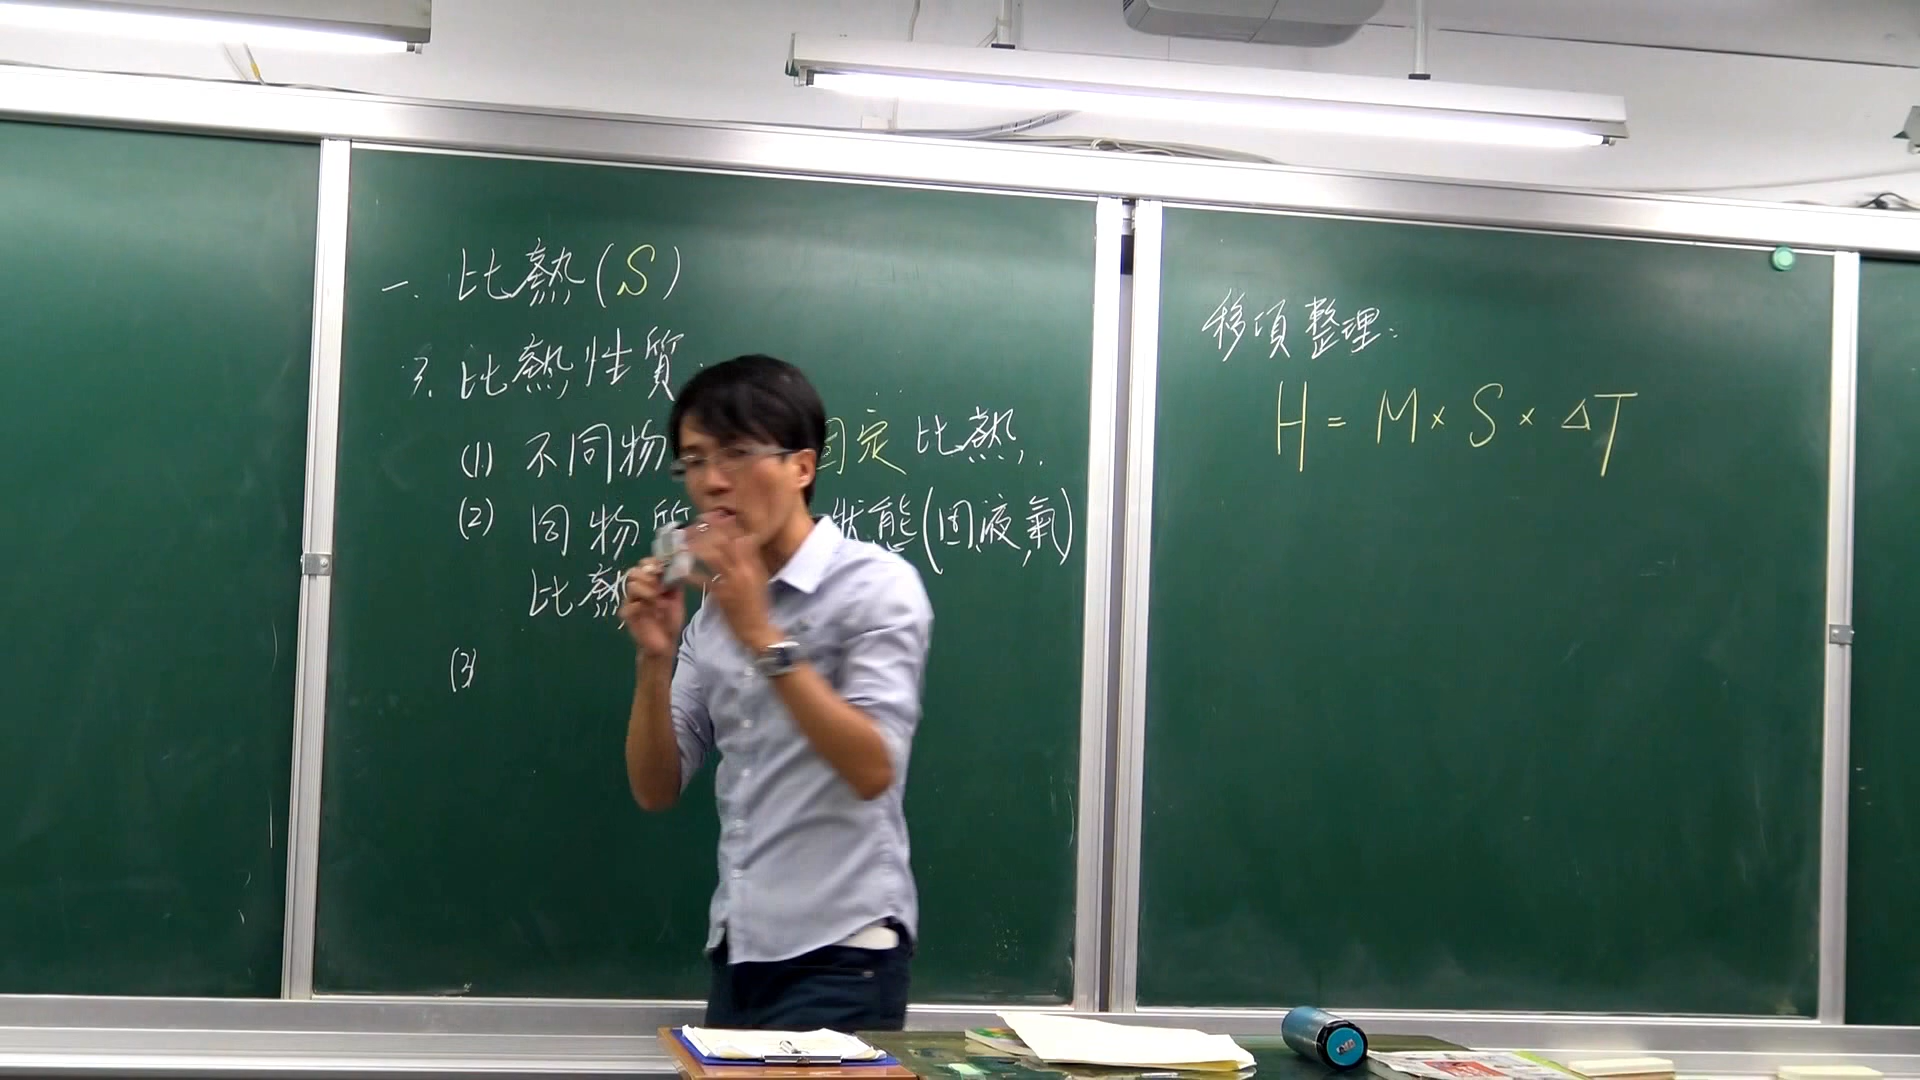 一. 比熱(S)
3. 比熱性質:
(1) 不同物 固定比熱.
(2) 同物質 狀態(固液氣)
比熱
(3)
移項整理:
H = M × S × ΔT